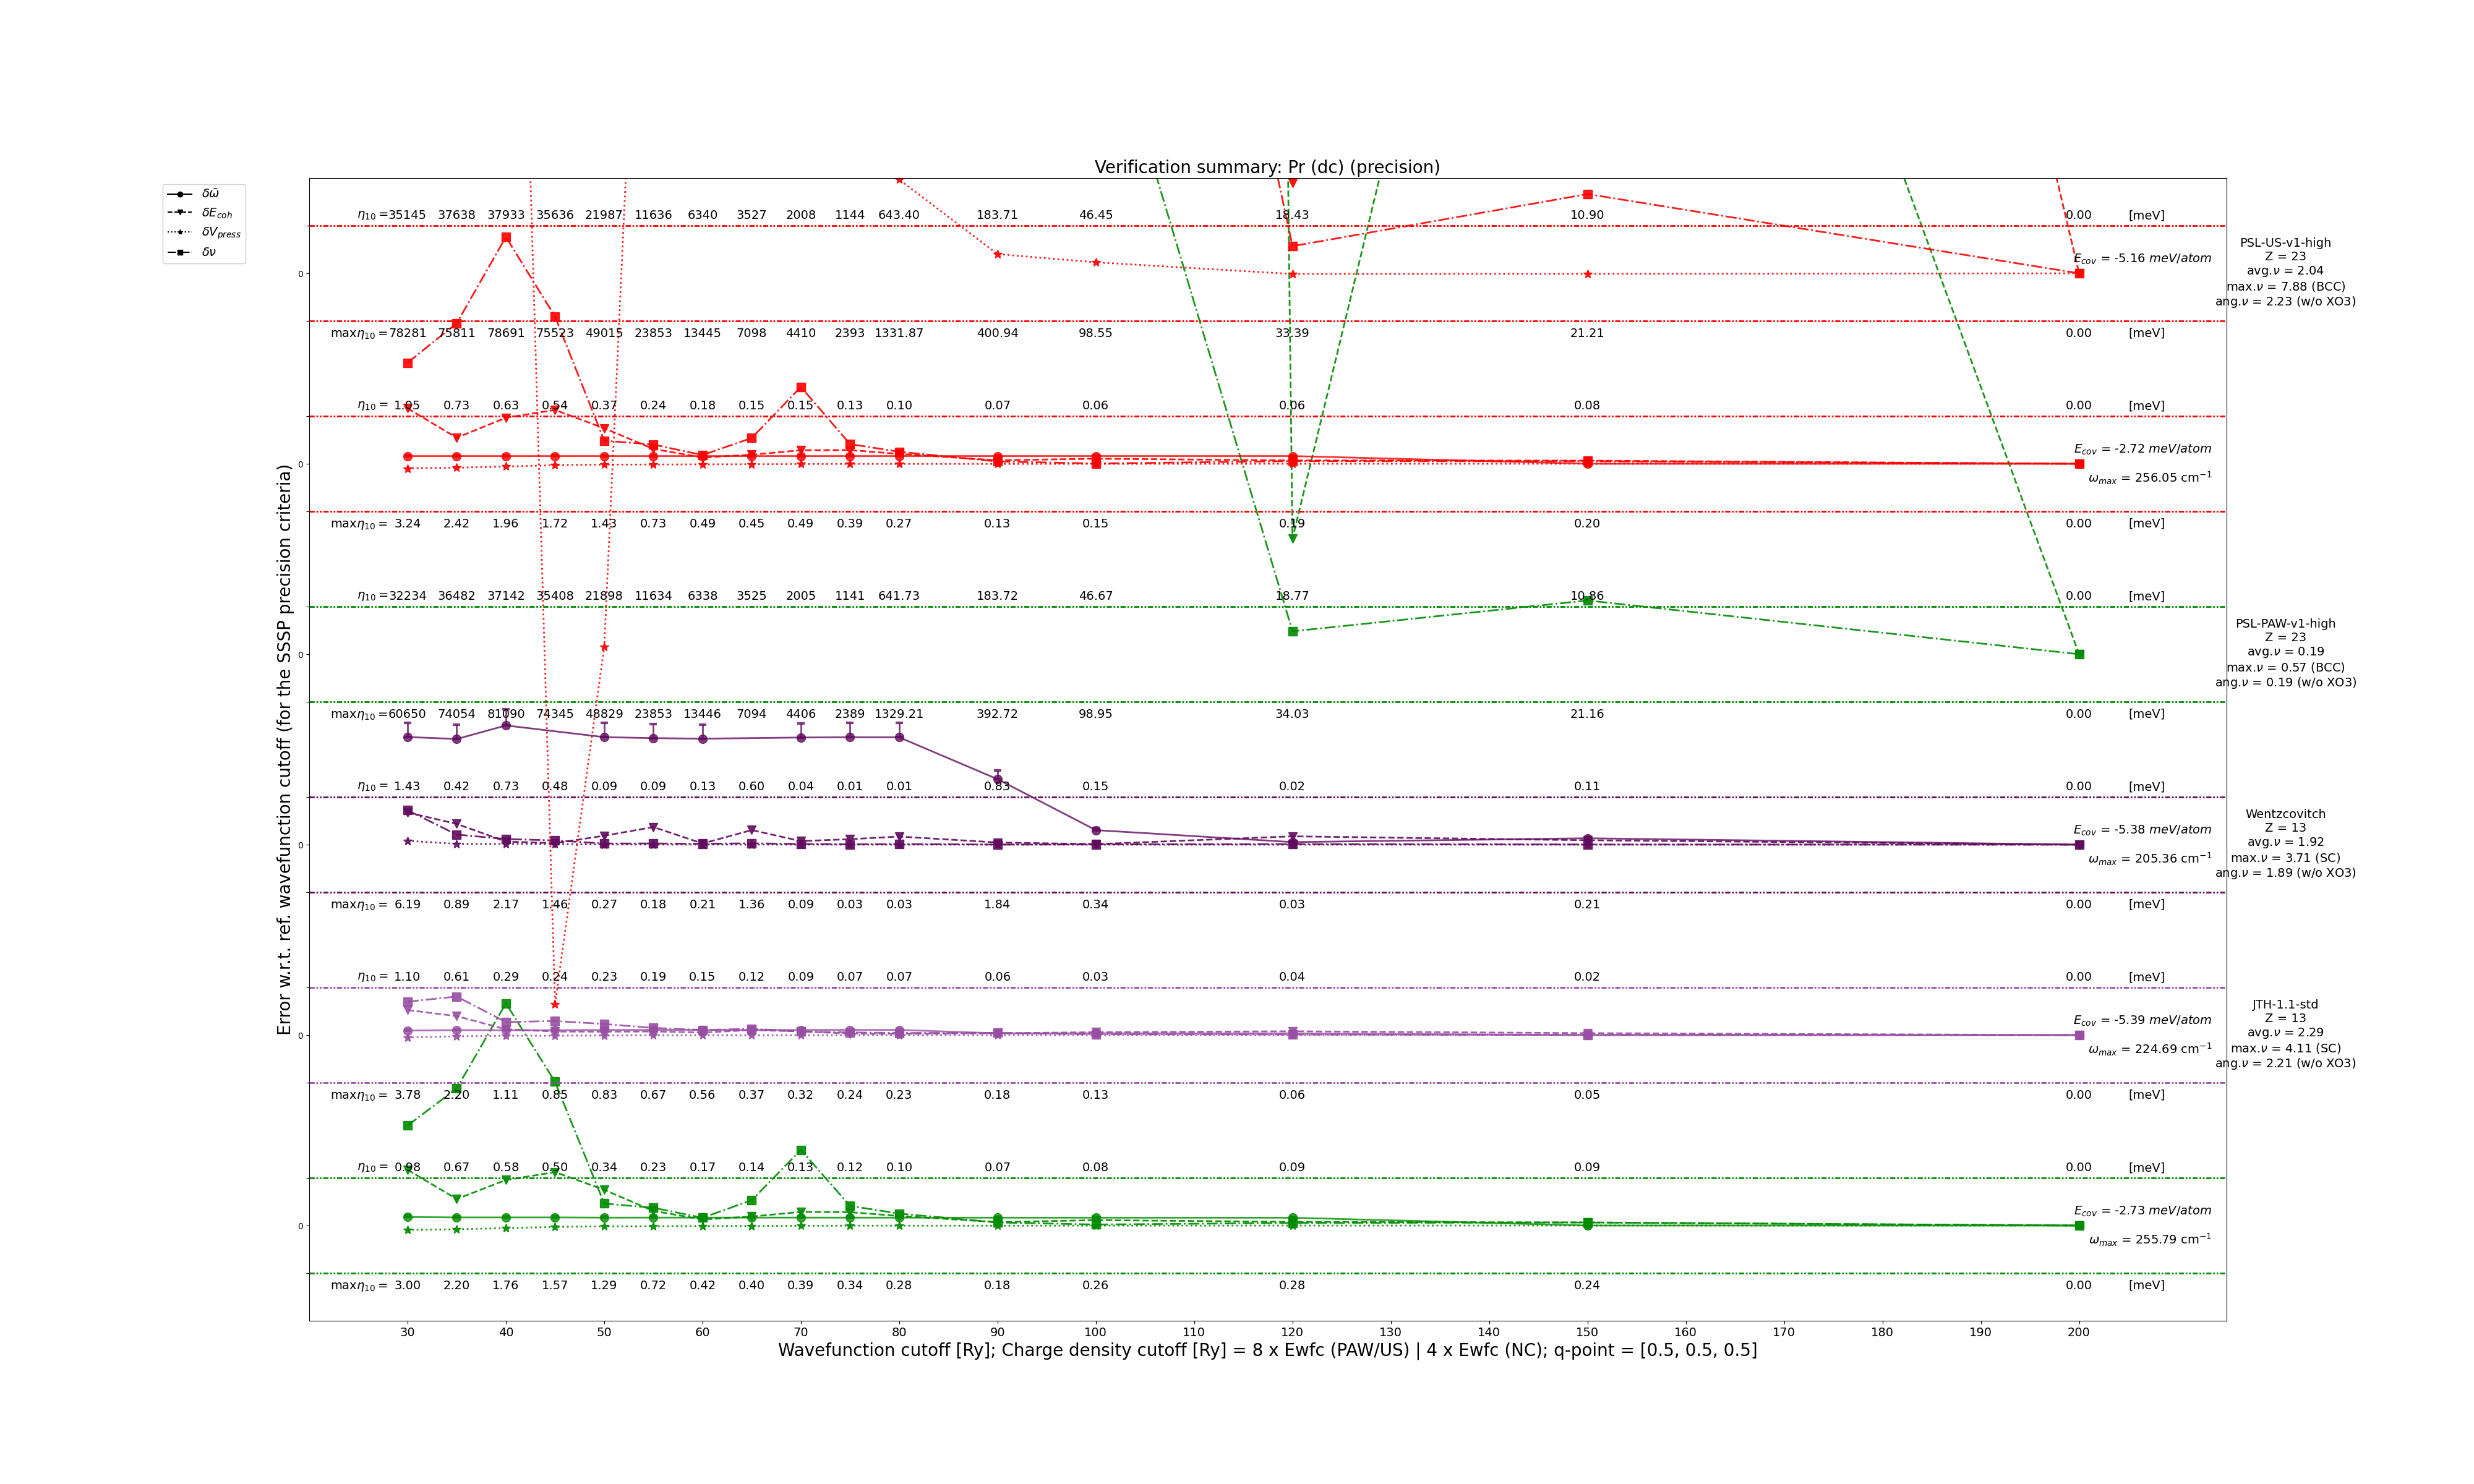 Verification summary: Pr (dc) (precision)
δω̄
δE_coh
δV_press
δν
Error w.r.t. ref. wavefunction cutoff (for the SSSP precision criteria)
η₁₀ = 35145 37638 37933 35636 21987 11636 6340 3527 2008 1144 643.40 183.71 46.45 18.43 10.90 0.00 [meV]
0
E_cov = -5.16 meV/atom
PSL-US-v1-high
Z = 23
avg.ν = 2.04
max.ν = 7.88 (BCC)
ang.ν = 2.23 (w/o XO3)
maxη₁₀ = 78281 75811 78691 75523 49015 23853 13445 7098 4410 2393 1331.87 400.94 98.55 33.39 21.21 0.00 [meV]
η₁₀ = 1.05 0.73 0.63 0.54 0.37 0.24 0.18 0.15 0.15 0.13 0.10 0.07 0.06 0.06 0.08 0.00 [meV]
0
E_cov = -2.72 meV/atom
ω_max = 256.05 cm⁻¹
maxη₁₀ = 3.24 2.42 1.96 1.72 1.43 0.73 0.49 0.45 0.49 0.39 0.27 0.13 0.15 0.19 0.20 0.00 [meV]
η₁₀ = 32234 36482 37142 35408 21898 11634 6338 3525 2005 1141 641.73 183.72 46.67 18.77 10.86 0.00 [meV]
0
PSL-PAW-v1-high
Z = 23
avg.ν = 0.19
max.ν = 0.57 (BCC)
ang.ν = 0.19 (w/o XO3)
maxη₁₀ = 60650 74054 81090 74345 48829 23853 13446 7094 4406 2389 1329.21 392.72 98.95 34.03 21.16 0.00 [meV]
η₁₀ = 1.43 0.42 0.73 0.48 0.09 0.09 0.13 0.60 0.04 0.01 0.01 0.83 0.15 0.02 0.11 0.00 [meV]
0
E_cov = -5.38 meV/atom
ω_max = 205.36 cm⁻¹
Wentzcovitch
Z = 13
avg.ν = 1.92
max.ν = 3.71 (SC)
ang.ν = 1.89 (w/o XO3)
maxη₁₀ = 6.19 0.89 2.17 1.46 0.27 0.18 0.21 1.36 0.09 0.03 0.03 1.84 0.34 0.03 0.21 0.00 [meV]
η₁₀ = 1.10 0.61 0.29 0.24 0.23 0.19 0.15 0.12 0.09 0.07 0.07 0.06 0.03 0.04 0.02 0.00 [meV]
0
E_cov = -5.39 meV/atom
ω_max = 224.69 cm⁻¹
JTH-1.1-std
Z = 13
avg.ν = 2.29
max.ν = 4.11 (SC)
ang.ν = 2.21 (w/o XO3)
maxη₁₀ = 3.78 2.20 1.11 0.85 0.83 0.67 0.56 0.37 0.32 0.24 0.23 0.18 0.13 0.06 0.05 0.00 [meV]
η₁₀ = 0.98 0.67 0.58 0.50 0.34 0.23 0.17 0.14 0.13 0.12 0.10 0.07 0.08 0.09 0.09 0.00 [meV]
0
E_cov = -2.73 meV/atom
ω_max = 255.79 cm⁻¹
maxη₁₀ = 3.00 2.20 1.76 1.57 1.29 0.72 0.42 0.40 0.39 0.34 0.28 0.18 0.26 0.28 0.24 0.00 [meV]
30 40 50 60 70 80 90 100 110 120 130 140 150 160 170 180 190 200
Wavefunction cutoff [Ry]; Charge density cutoff [Ry] = 8 x Ewfc (PAW/US) | 4 x Ewfc (NC); q-point = [0.5, 0.5, 0.5]